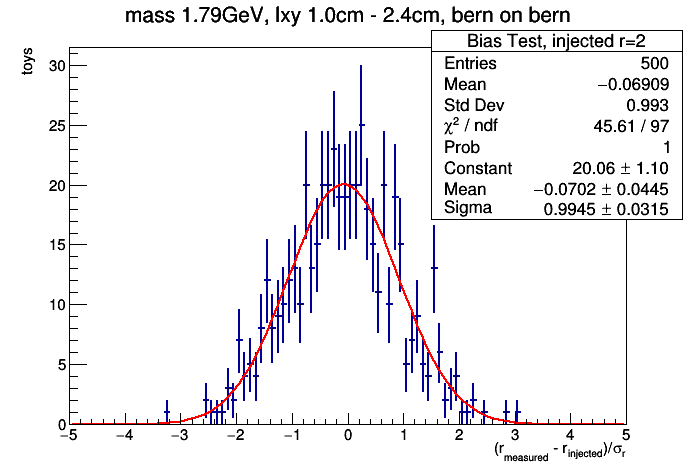 mass 1.79GeV, lxy 1.0cm - 2.4cm, bern on bern
Bias Test, injected r=2
Entries 500
Mean −0.06909
Std Dev 0.993
χ² / ndf 45.61 / 97
Prob 1
Constant 20.06 ± 1.10
Mean −0.0702 ± 0.0445
Sigma 0.9945 ± 0.0315
toys
30
25
20
15
10
5
0
−5 −4 −3 −2 −1 0 1 2 3 4 5
(r_measured - r_injected)/σ_r